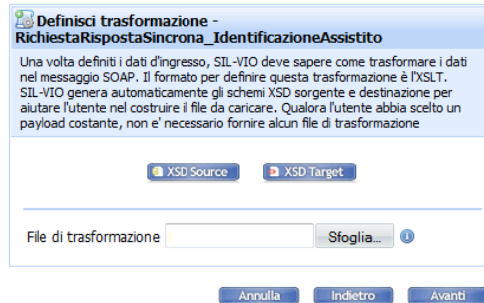 Definisci trasformazione -
RichiestaRispostaSincrona_IdentificazioneAssistito
Una volta definiti i dati d'ingresso, SIL-VIO deve sapere come trasformare i dati
nel messaggio SOAP. Il formato per definire questa trasformazione è l'XSLT.
SIL-VIO genera automaticamente gli schemi XSD sorgente e destinazione per
aiutare l'utente nel costruire il file da caricare. Qualora l'utente abbia scelto un
payload costante, non e' necessario fornire alcun file di trasformazione
XSD Source XSD Target
File di trasformazione Sfoglia...
Annulla Indietro Avanti